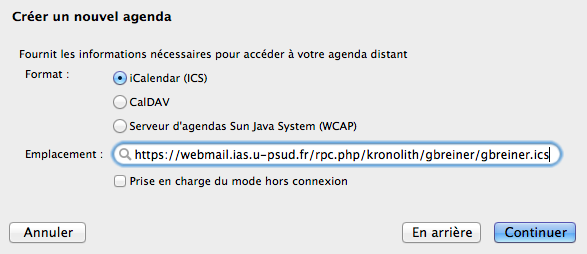 Créer un nouvel agenda
Fournit les informations nécessaires pour accéder à votre agenda distant
Format : iCalendar (ICS)
CalDAV
Serveur d'agendas Sun Java System (WCAP)
Emplacement : https://webmail.ias.u-psud.fr/rpc.php/kronolith/gbreiner/gbreiner.ics
Prise en charge du mode hors connexion
Annuler En arrière Continuer